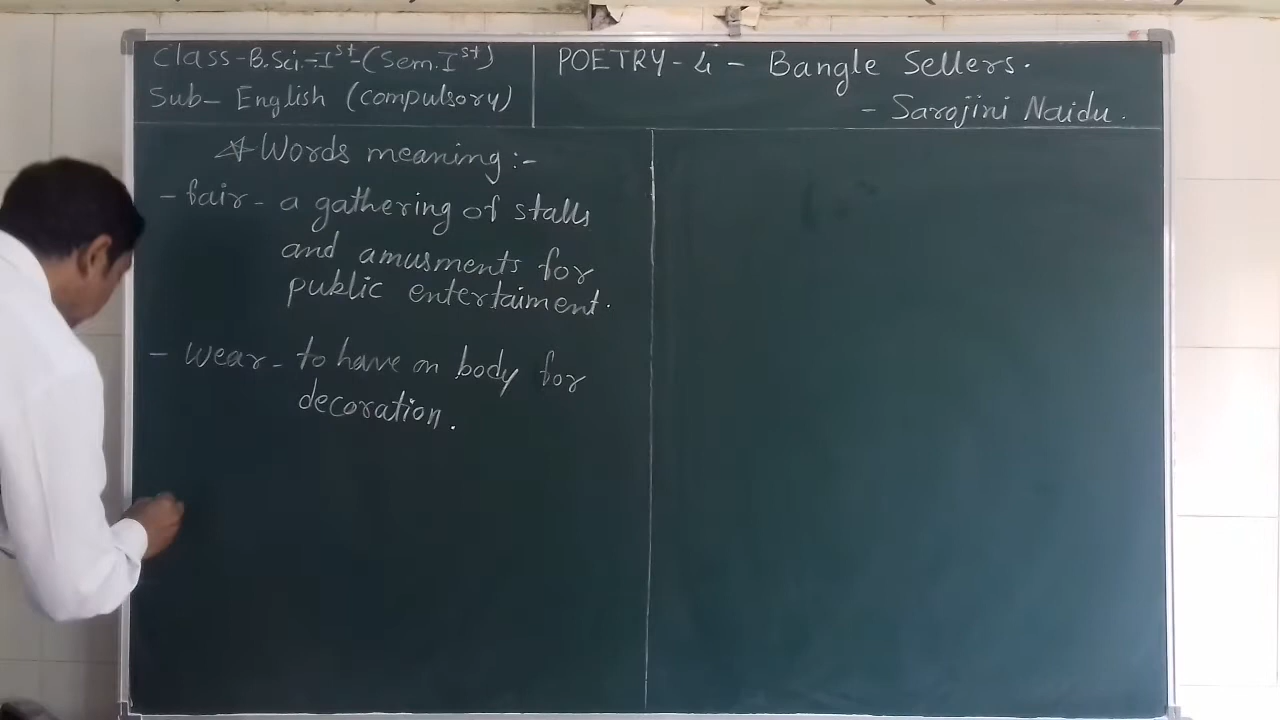 Class-B.Sci.-Ist-(Sem.Ist)
Sub- English (compulsory)
POETRY-4- Bangle Sellers.
- Sarojini Naidu.
Words meaning:-
- fair- a gathering of stalls
and amusments for
public entertaiment.
- wear- to have on body for
decoration.